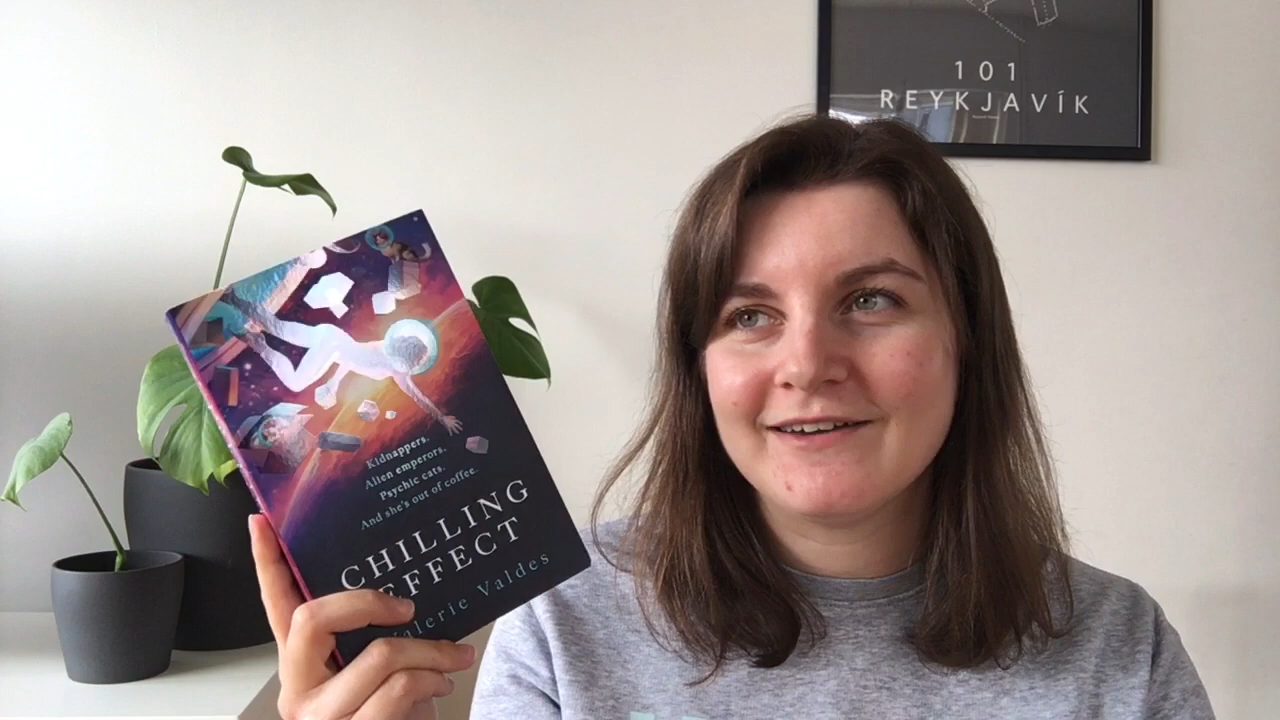 101
REYKJAVÍK
Kidnappers.
Alien emperors.
Psychic cats.
And she's out of coffee.
CHILLING
EFFECT
Valerie Valdes